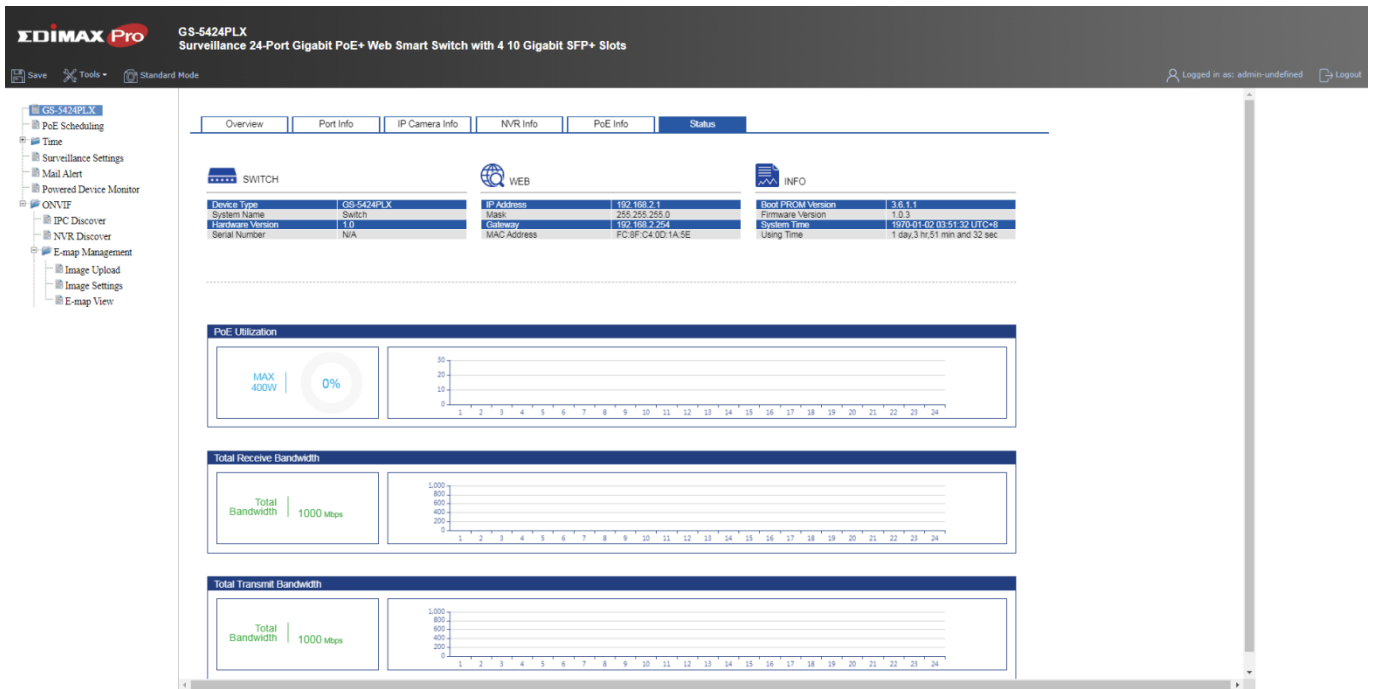 EDIMAX Pro
GS-5424PLX
Surveillance 24-Port Gigabit PoE+ Web Smart Switch with 4 10 Gigabit SFP+ Slots
Save Tools Standard Mode Logged in as: admin-undefined Logout
GS-5424PLX
PoE Scheduling
Time
Surveillance Settings
Mail Alert
Powered Device Monitor
ONVIF
IPC Discover
NVR Discover
E-map Management
Image Upload
Image Settings
E-map View
Overview Port Info IP Camera Info NVR Info PoE Info Status
SWITCH
Device Type GS-5424PLX
System Name Switch
Hardware Version 1.0
Serial Number N/A
WEB
IP Address 192.168.2.1
Mask 255.255.255.0
Gateway 192.168.2.254
MAC Address FC:8F:C4:0D:1A:5E
INFO
Boot PROM Version 3.6.1.1
Firmware Version 1.0.3
System Time 1970-01-02 03:51:32 UTC+8
Using Time 1 day,3 hr,51 min and 32 sec
PoE Utilization
MAX
400W
0%
30
20
10
0
1 2 3 4 5 6 7 8 9 10 11 12 13 14 15 16 17 18 19 20 21 22 23 24
Total Receive Bandwidth
Total
Bandwidth
1000 Mbps
1,000
800
600
400
200
0
1 2 3 4 5 6 7 8 9 10 11 12 13 14 15 16 17 18 19 20 21 22 23 24
Total Transmit Bandwidth
Total
Bandwidth
1000 Mbps
1,000
800
600
400
200
0
1 2 3 4 5 6 7 8 9 10 11 12 13 14 15 16 17 18 19 20 21 22 23 24